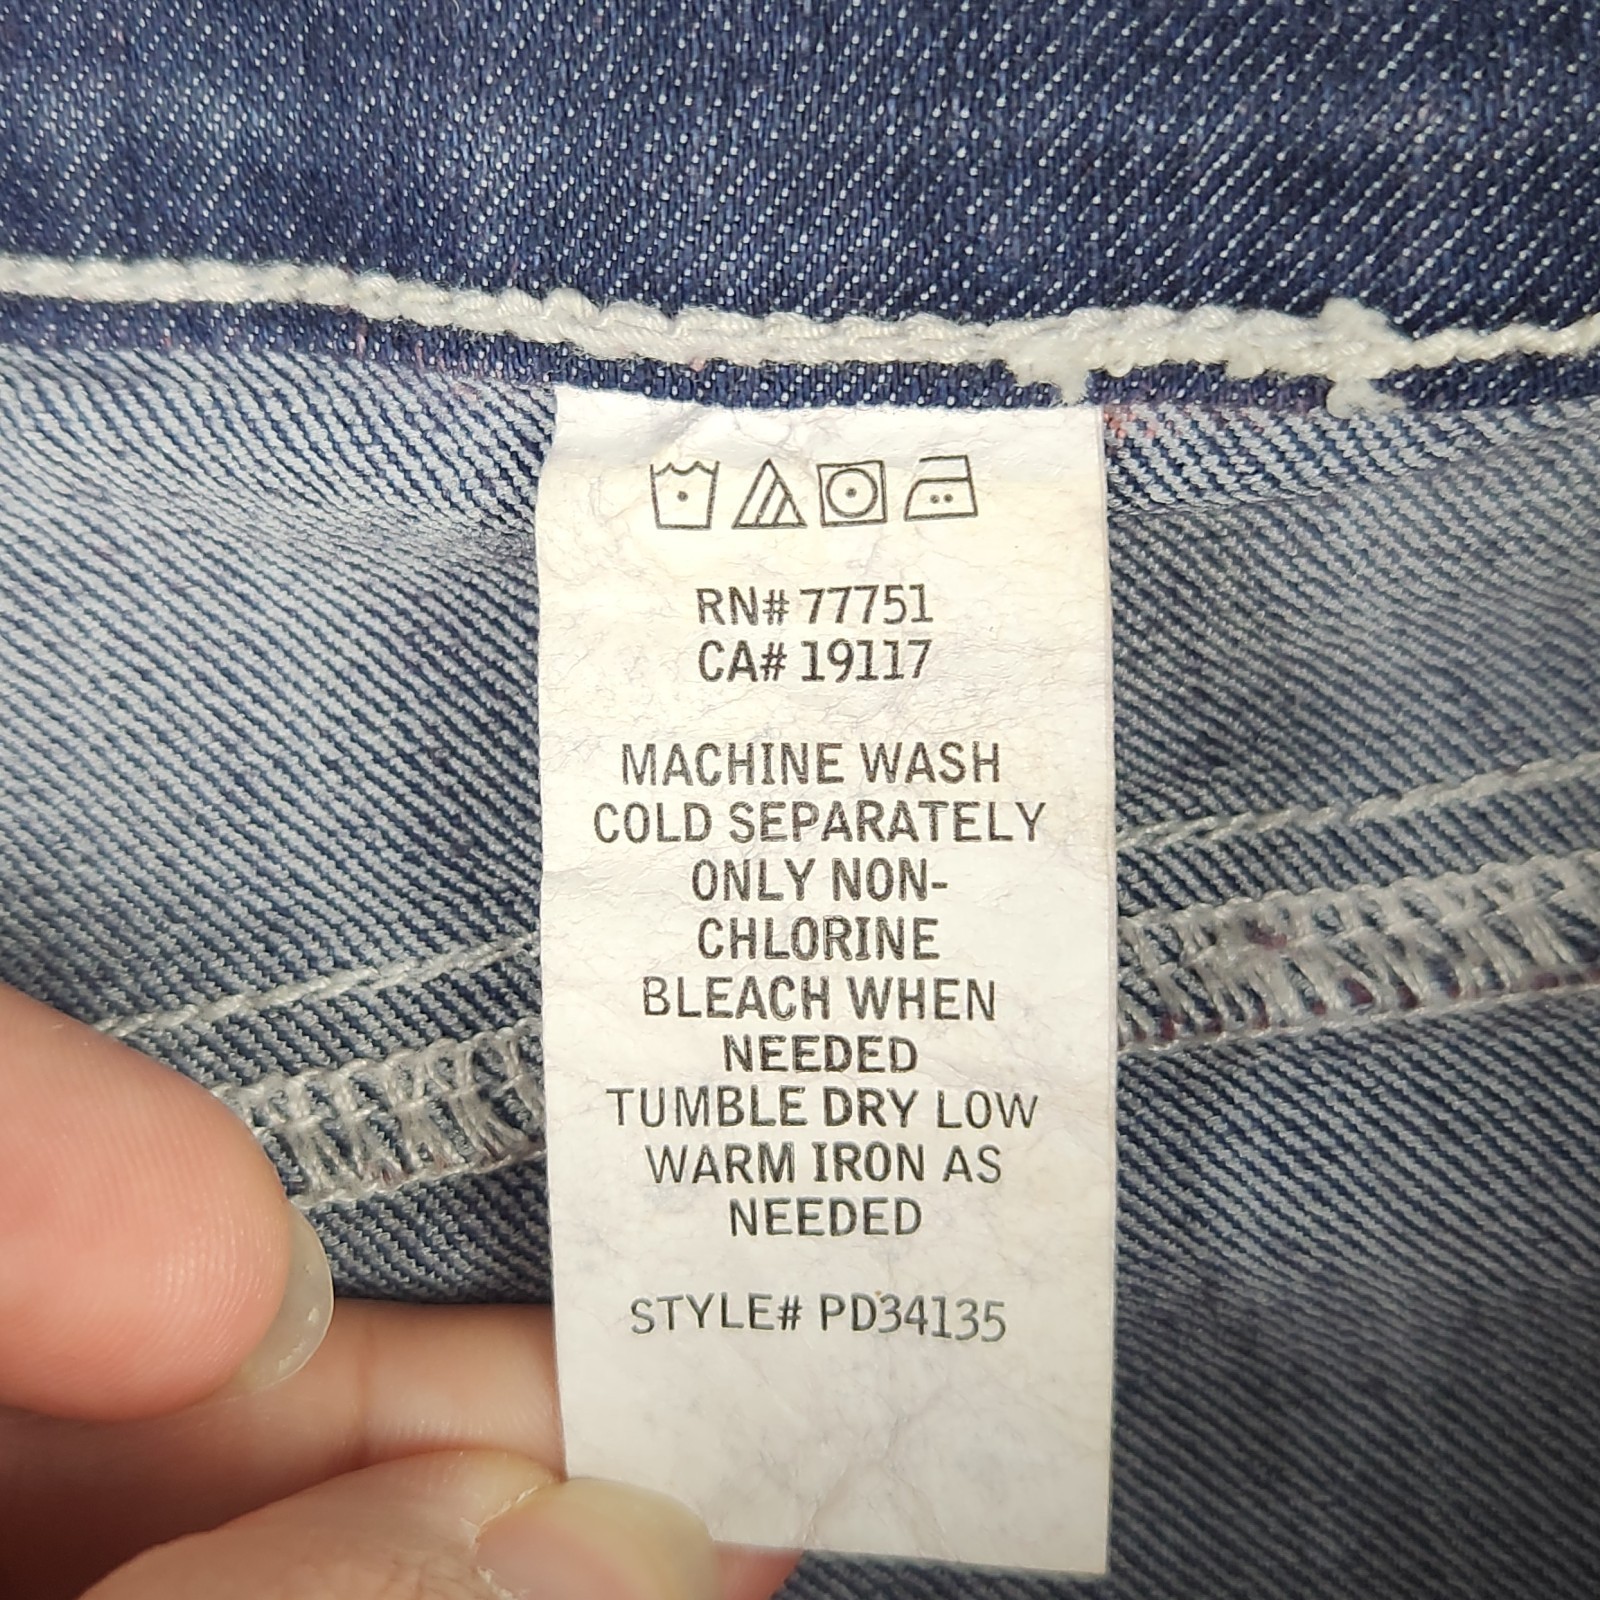 RN# 77751
CA# 19117
MACHINE WASH
COLD SEPARATELY
ONLY NON-
CHLORINE
BLEACH WHEN
NEEDED
TUMBLE DRY LOW
WARM IRON AS
NEEDED
STYLE# PD34135